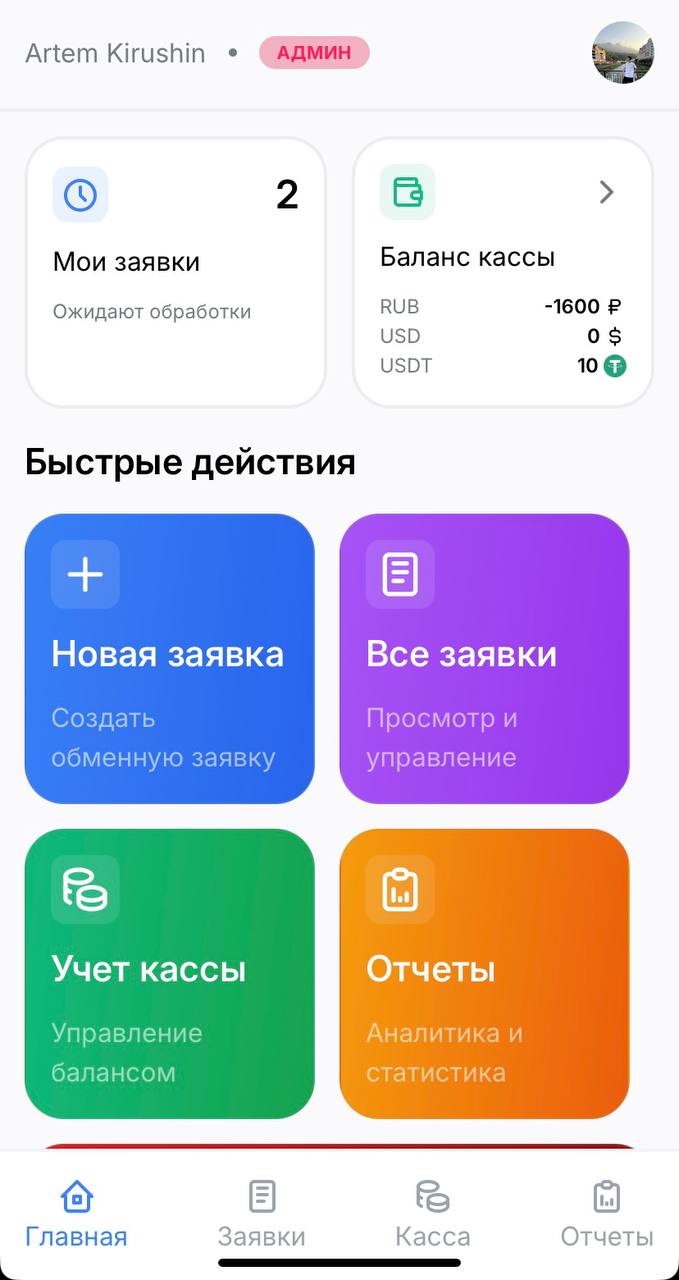 Artem Kirushin • АДМИН
2
Мои заявки
Ожидают обработки
Баланс кассы
RUB -1600 ₽
USD 0 $
USDT 10
Быстрые действия
Новая заявка
Создать
обменную заявку
Все заявки
Просмотр и
управление
Учет кассы
Управление
балансом
Отчеты
Аналитика и
статистика
Главная Заявки Касса Отчеты